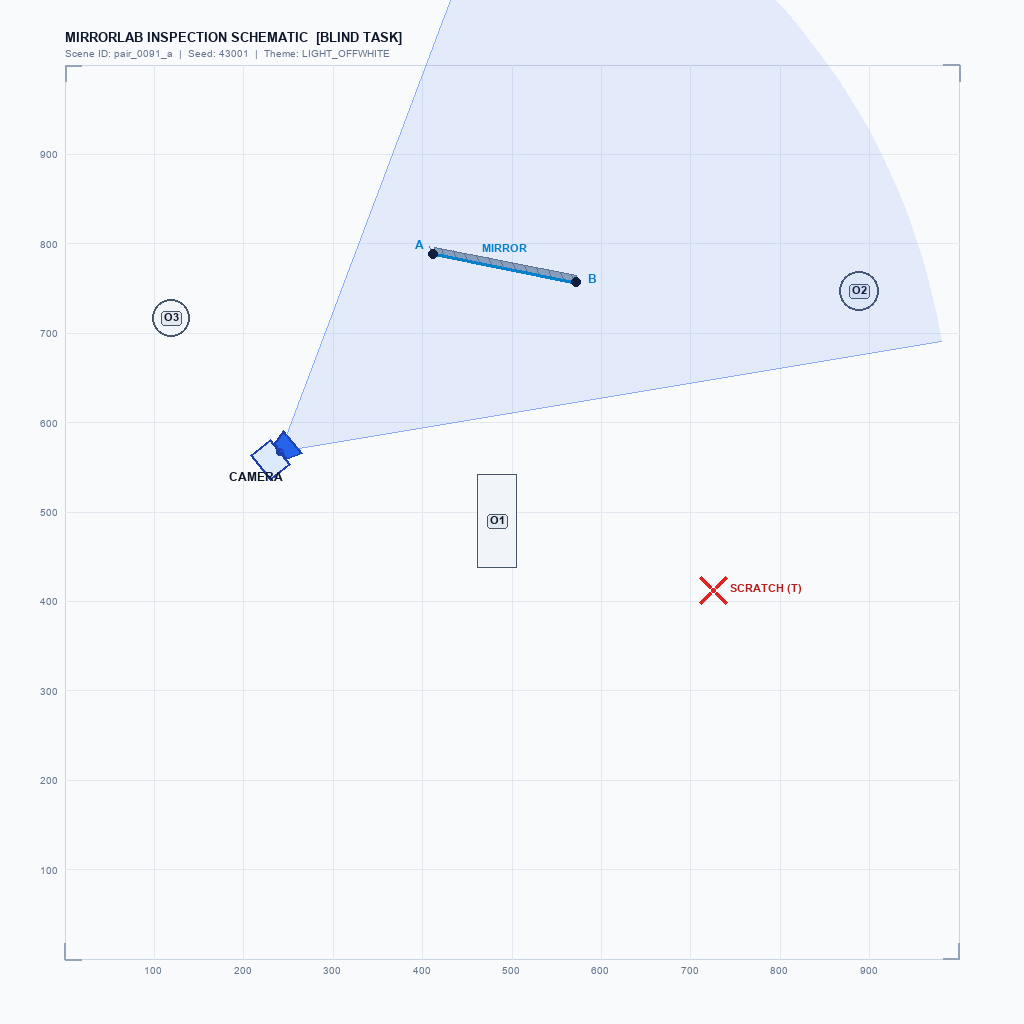 MIRRORLAB INSPECTION SCHEMATIC [BLIND TASK]
Scene ID: pair_0091_a | Seed: 43001 | Theme: LIGHT_OFFWHITE
900
800
700
600
500
400
300
200
100
A
MIRROR
B
O2
O3
CAMERA
O1
SCRATCH (T)
100 200 300 400 500 600 700 800 900